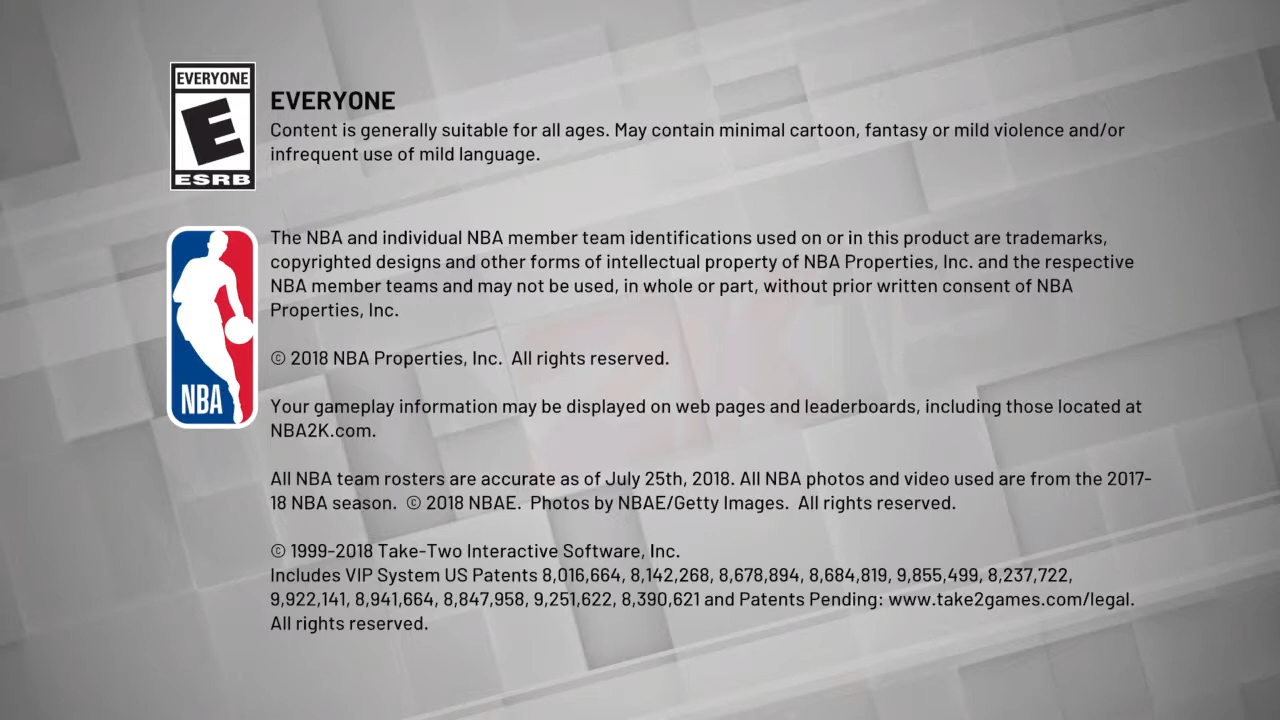 EVERYONE
E
ESRB
EVERYONE
Content is generally suitable for all ages. May contain minimal cartoon, fantasy or mild violence and/or
infrequent use of mild language.
NBA
The NBA and individual NBA member team identifications used on or in this product are trademarks,
copyrighted designs and other forms of intellectual property of NBA Properties, Inc. and the respective
NBA member teams and may not be used, in whole or part, without prior written consent of NBA
Properties, Inc.
© 2018 NBA Properties, Inc.  All rights reserved.
Your gameplay information may be displayed on web pages and leaderboards, including those located at
NBA2K.com.
All NBA team rosters are accurate as of July 25th, 2018. All NBA photos and video used are from the 2017-
18 NBA season.  © 2018 NBAE.  Photos by NBAE/Getty Images.  All rights reserved.
© 1999-2018 Take-Two Interactive Software, Inc.
Includes VIP System US Patents 8,016,664, 8,142,268, 8,678,894, 8,684,819, 9,855,499, 8,237,722,
9,922,141, 8,941,664, 8,847,958, 9,251,622, 8,390,621 and Patents Pending: www.take2games.com/legal.
All rights reserved.